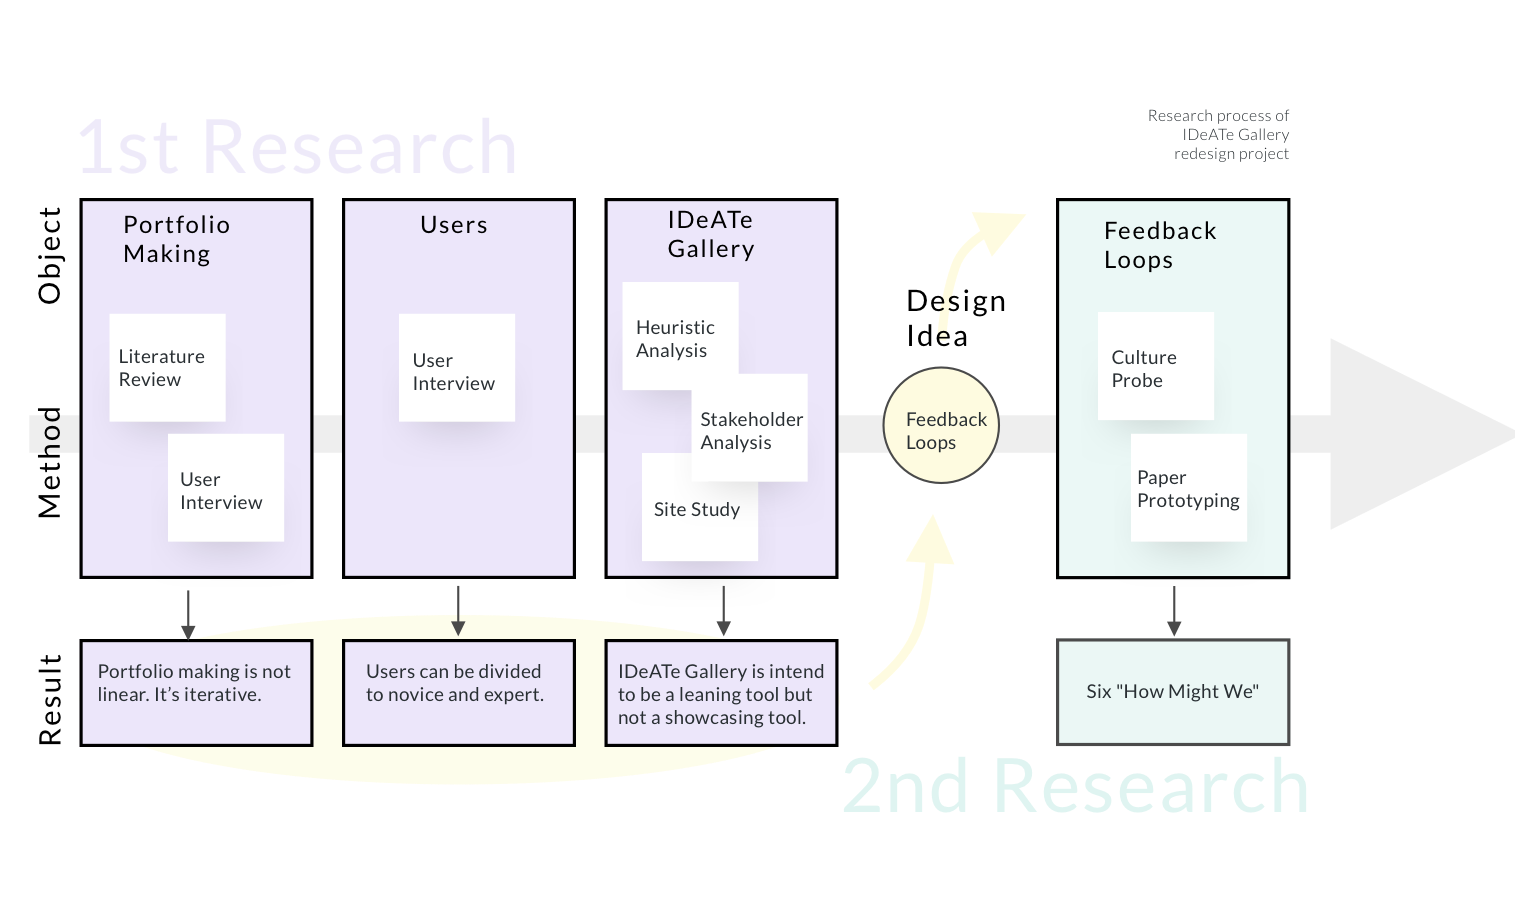 1st Research
Research process of
IDeATe Gallery
redesign project
Object
Portfolio
Making
Users
IDeATe
Gallery
Feedback
Loops
Design
Idea
Method
Literature
Review
User
Interview
User
Interview
Heuristic
Analysis
Stakeholder
Analysis
Site Study
Feedback
Loops
Culture
Probe
Paper
Prototyping
Result
Portfolio making is not
linear. It’s iterative.
Users can be divided
to novice and expert.
IDeATe Gallery is intend
to be a leaning tool but
not a showcasing tool.
Six "How Might We"
2nd Research